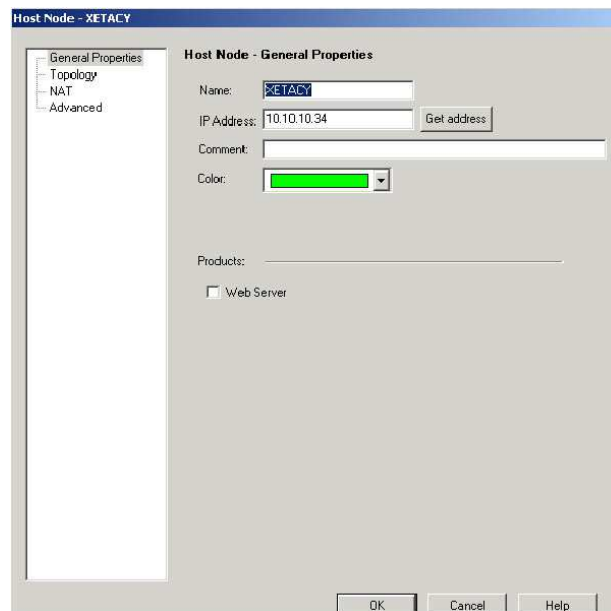 Host Node - XETACY
General Properties
Topology
NAT
Advanced
Host Node - General Properties
Name: XETACY
IP Address: 10.10.10.34 Get address
Comment:
Color:
Products:
Web Server
OK Cancel Help